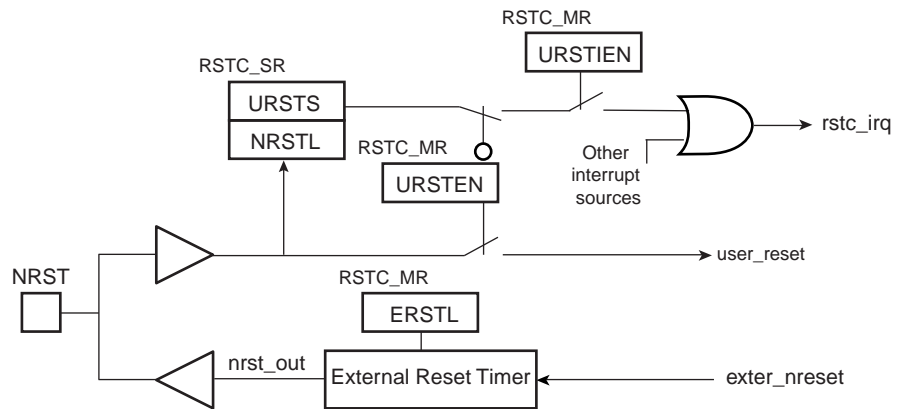 RSTC_MR
URSTIEN
RSTC_SR
URSTS
NRSTL
RSTC_MR
URSTEN
rstc_irq
Other
interrupt
sources
user_reset
NRST
RSTC_MR
ERSTL
nrst_out
External Reset Timer
exter_nreset